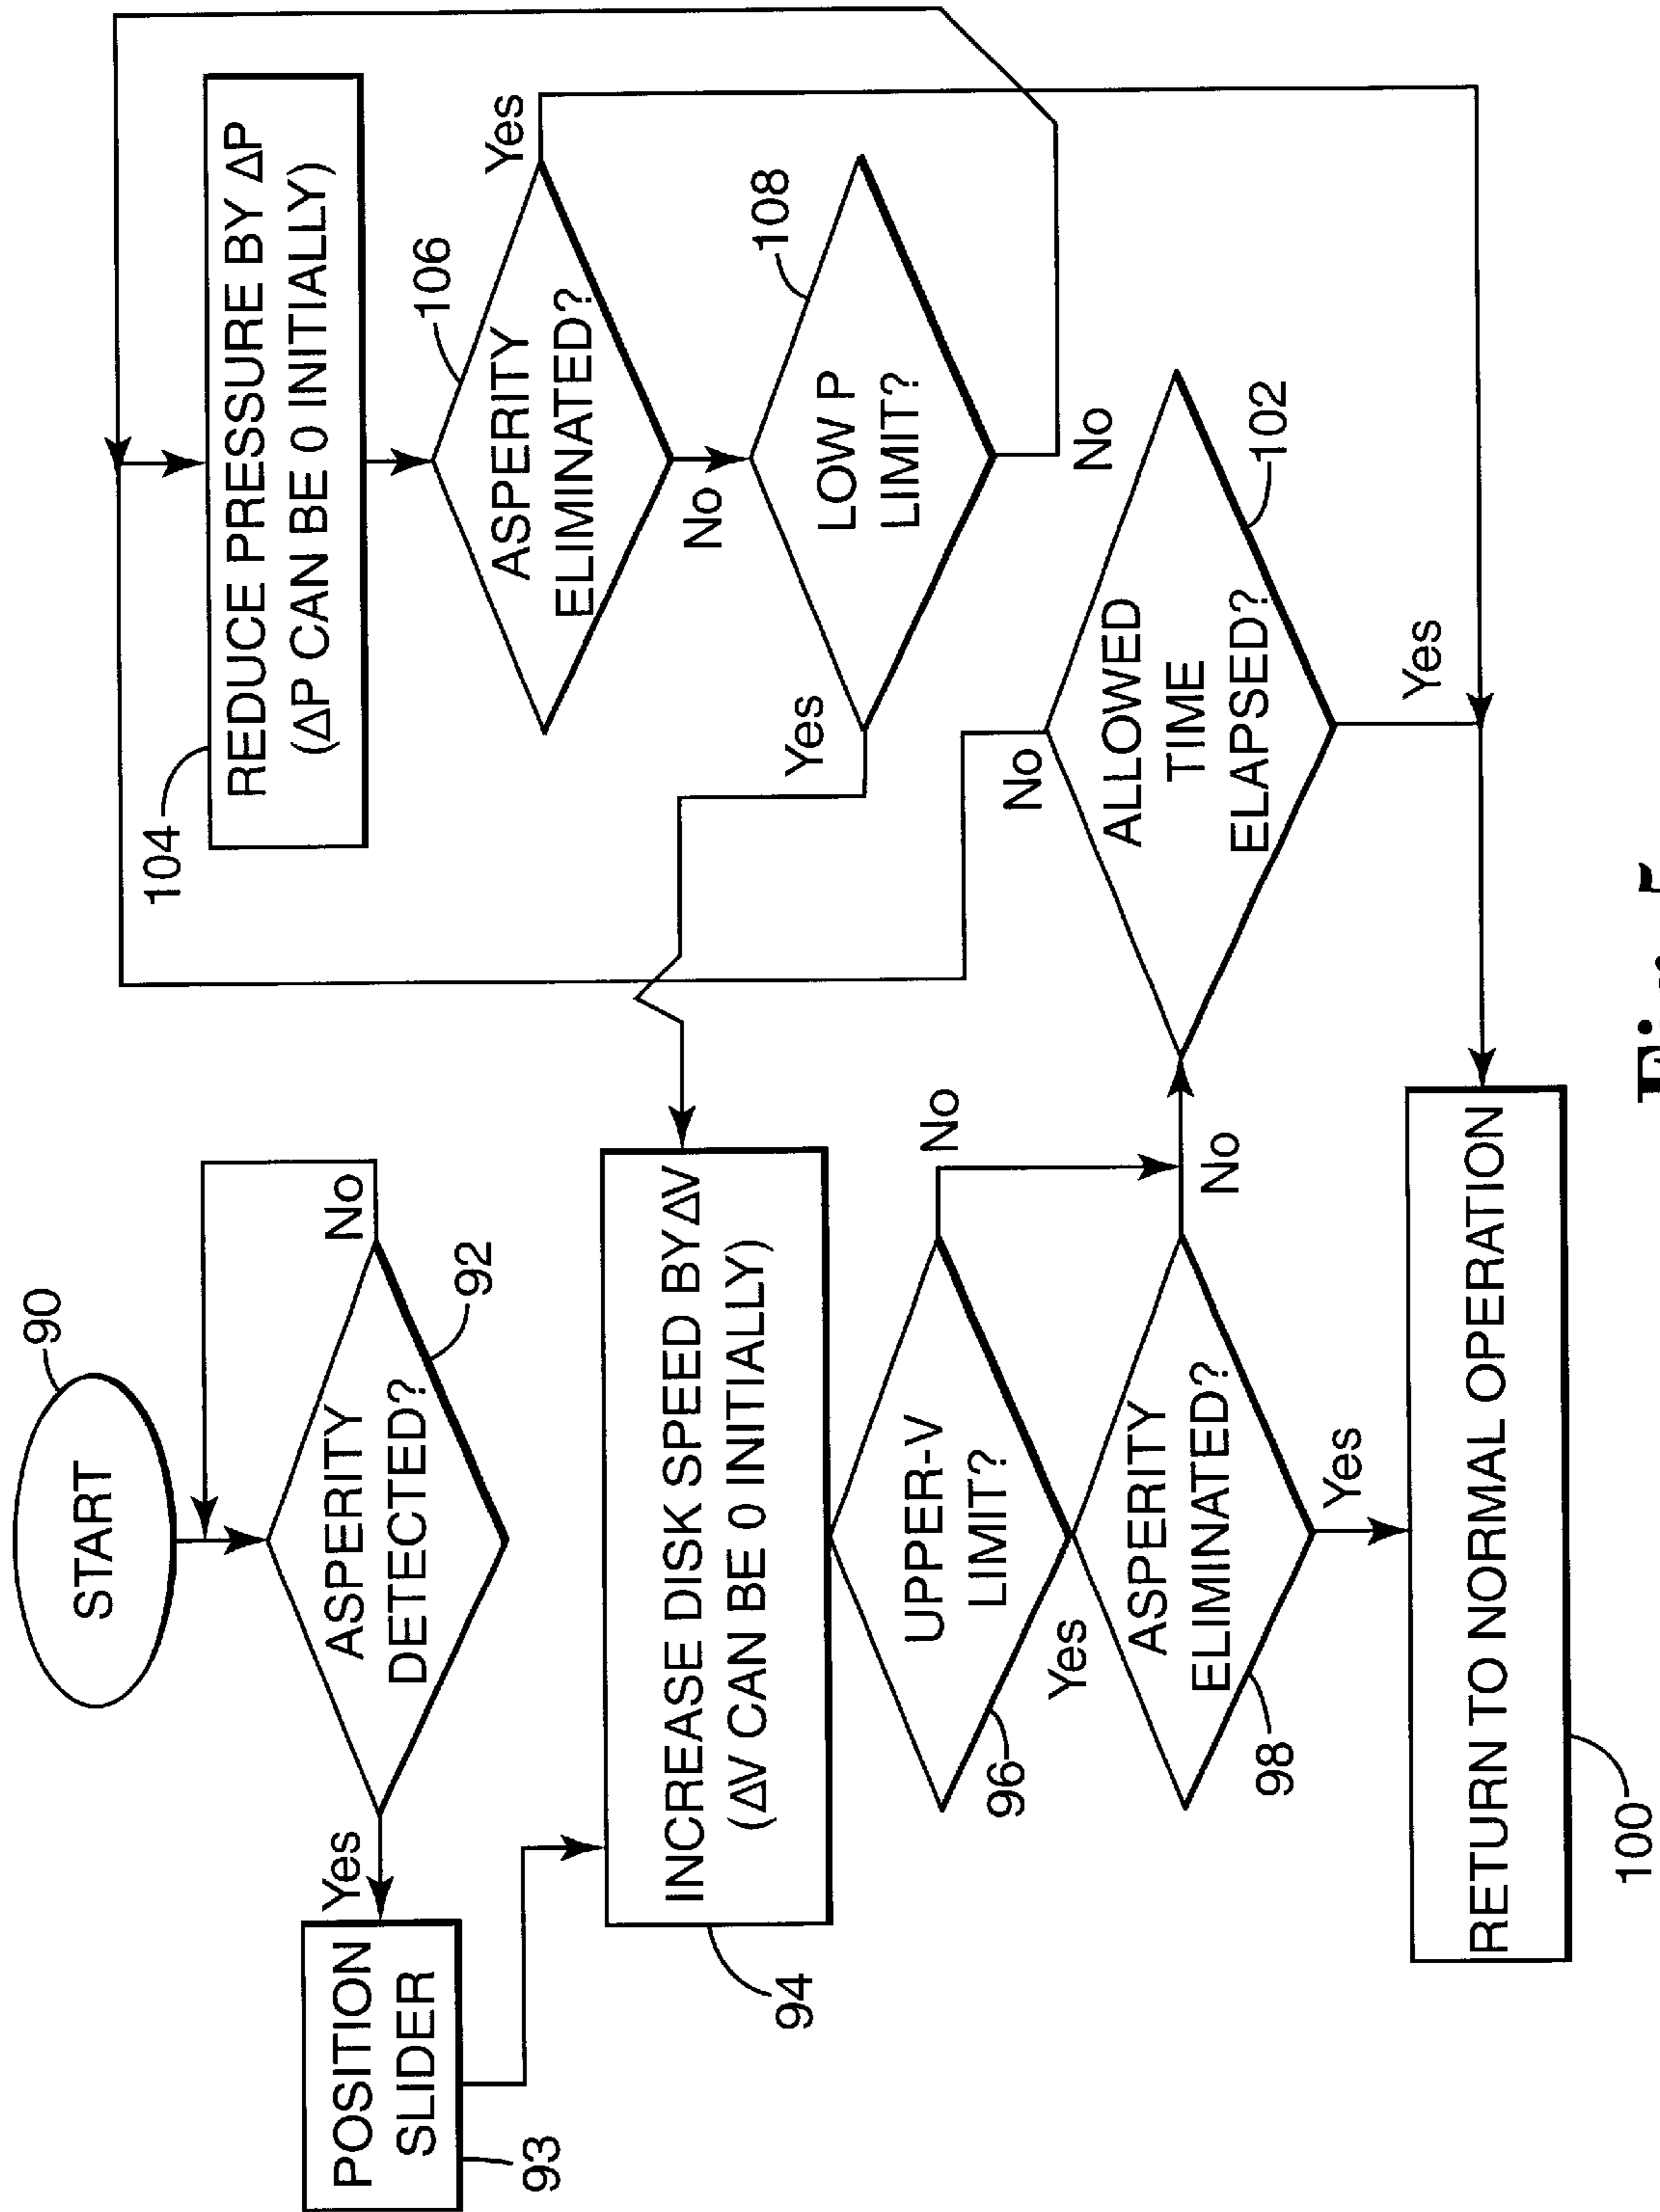 START
90
ASPERITY
DETECTED?
92
No
Yes
POSITION
SLIDER
93
INCREASE DISK SPEED BY ΔV
(ΔV CAN BE 0 INITIALLY)
94
UPPER-V
LIMIT?
96
No
Yes
ASPERITY
ELIMINATED?
98
No
Yes
RETURN TO NORMAL OPERATION
100
104
REDUCE PRESSURE BY ΔP
(ΔP CAN BE 0 INITIALLY)
106
ASPERITY
ELIMINATED?
Yes
No
108
LOW P
LIMIT?
Yes
No
ALLOWED
TIME
ELAPSED?
102
No
Yes